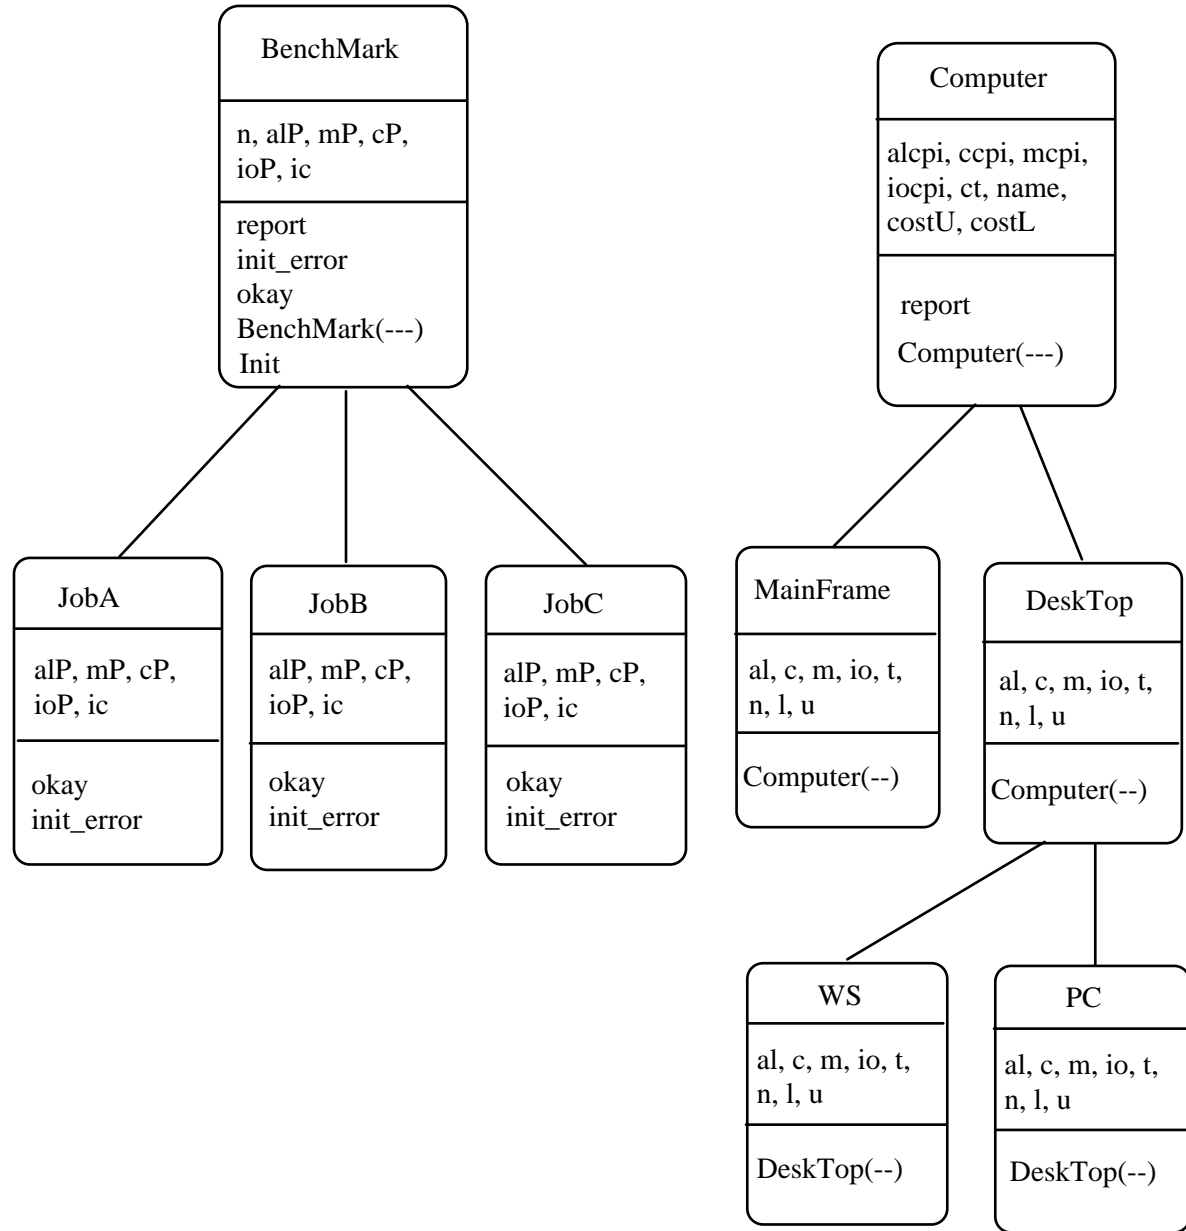 BenchMark
n, alP, mP, cP,
ioP, ic
report
init_error
okay
BenchMark(---)
Init
Computer
alcpi, ccpi, mcpi,
iocpi, ct, name,
costU, costL
report
Computer(---)
JobA
alP, mP, cP,
ioP, ic
okay
init_error
JobB
alP, mP, cP,
ioP, ic
okay
init_error
JobC
alP, mP, cP,
ioP, ic
okay
init_error
MainFrame
al, c, m, io, t,
n, l, u
Computer(--)
DeskTop
al, c, m, io, t,
n, l, u
Computer(--)
WS
al, c, m, io, t,
n, l, u
DeskTop(--)
PC
al, c, m, io, t,
n, l, u
DeskTop(--)